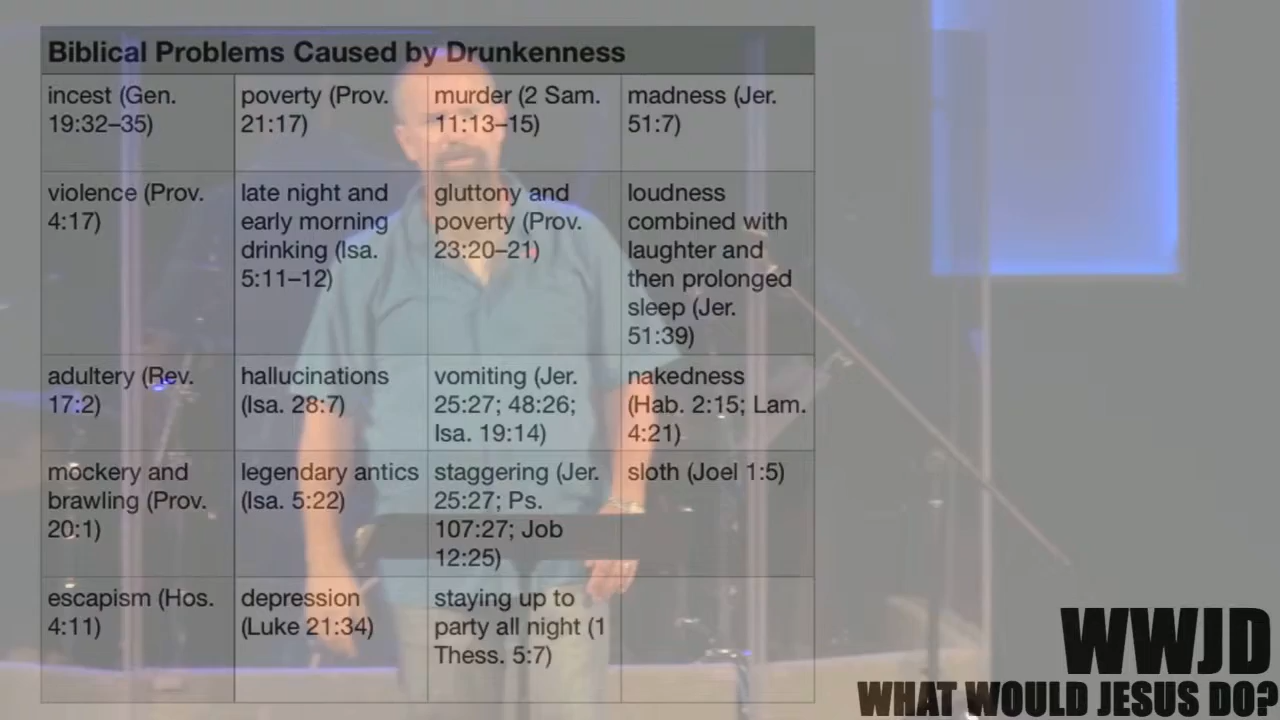 Biblical Problems Caused by Drunkenness
incest (Gen.
19:32–35)
poverty (Prov.
21:17)
murder (2 Sam.
11:13–15)
madness (Jer.
51:7)
violence (Prov.
4:17)
late night and
early morning
drinking (Isa.
5:11–12)
gluttony and
poverty (Prov.
23:20–21)
loudness
combined with
laughter and
then prolonged
sleep (Jer.
51:39)
adultery (Rev.
17:2)
hallucinations
(Isa. 28:7)
vomiting (Jer.
25:27; 48:26;
Isa. 19:14)
nakedness
(Hab. 2:15; Lam.
4:21)
mockery and
brawling (Prov.
20:1)
legendary antics
(Isa. 5:22)
staggering (Jer.
25:27; Ps.
107:27; Job
12:25)
sloth (Joel 1:5)
escapism (Hos.
4:11)
depression
(Luke 21:34)
staying up to
party all night (1
Thess. 5:7)
WWJD
WHAT WOULD JESUS DO?